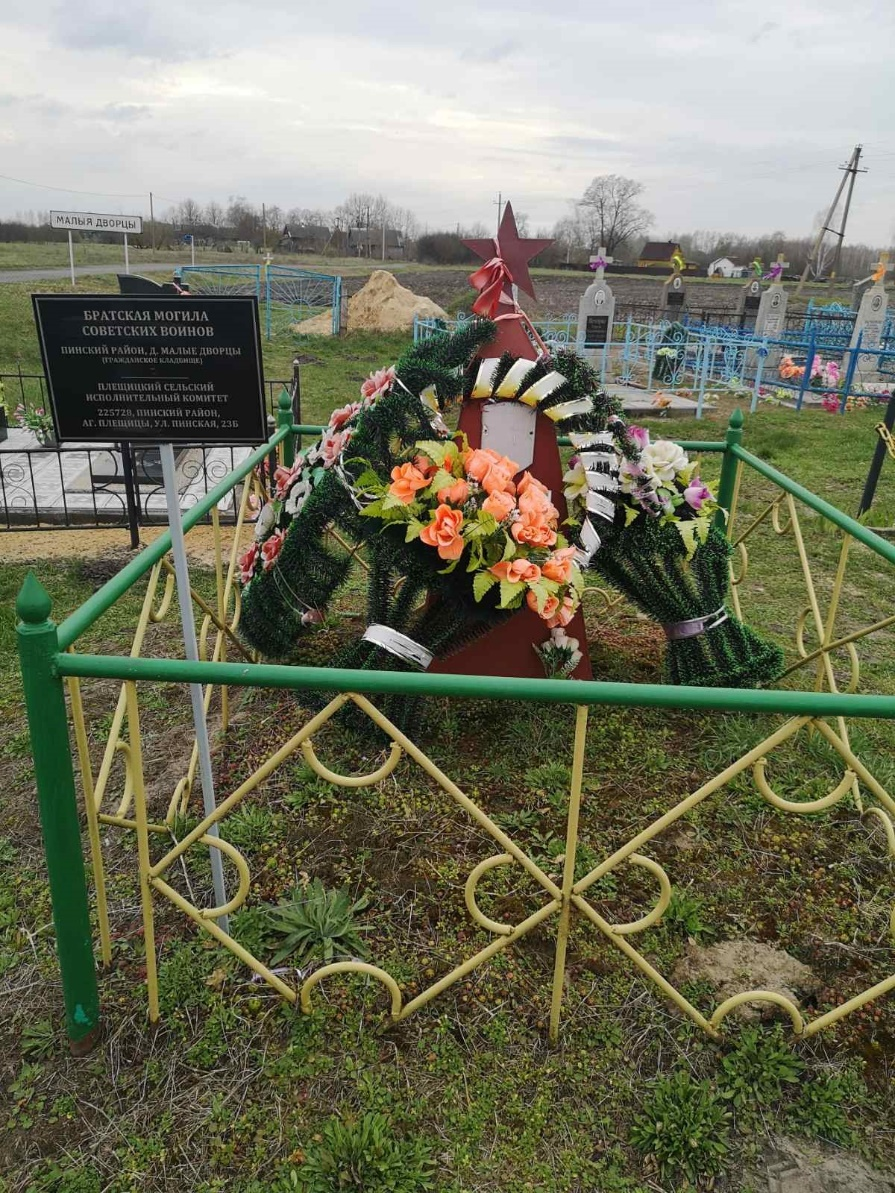 МАЛЫЯ ДВОРЦЫ
БРАТСКАЯ МОГИЛА
СОВЕТСКИХ ВОИНОВ
ПИНСКИЙ РАЙОН, Д. МАЛЫЕ ДВОРЦЫ
(ГРАЖДАНСКОЕ КЛАДБИЩЕ)
ПЛЕЩИЦКИЙ СЕЛЬСКИЙ
ИСПОЛНИТЕЛЬНЫЙ КОМИТЕТ
225728, ПИНСКИЙ РАЙОН,
АГ. ПЛЕЩИЦЫ, УЛ. ПИНСКАЯ, 23Б